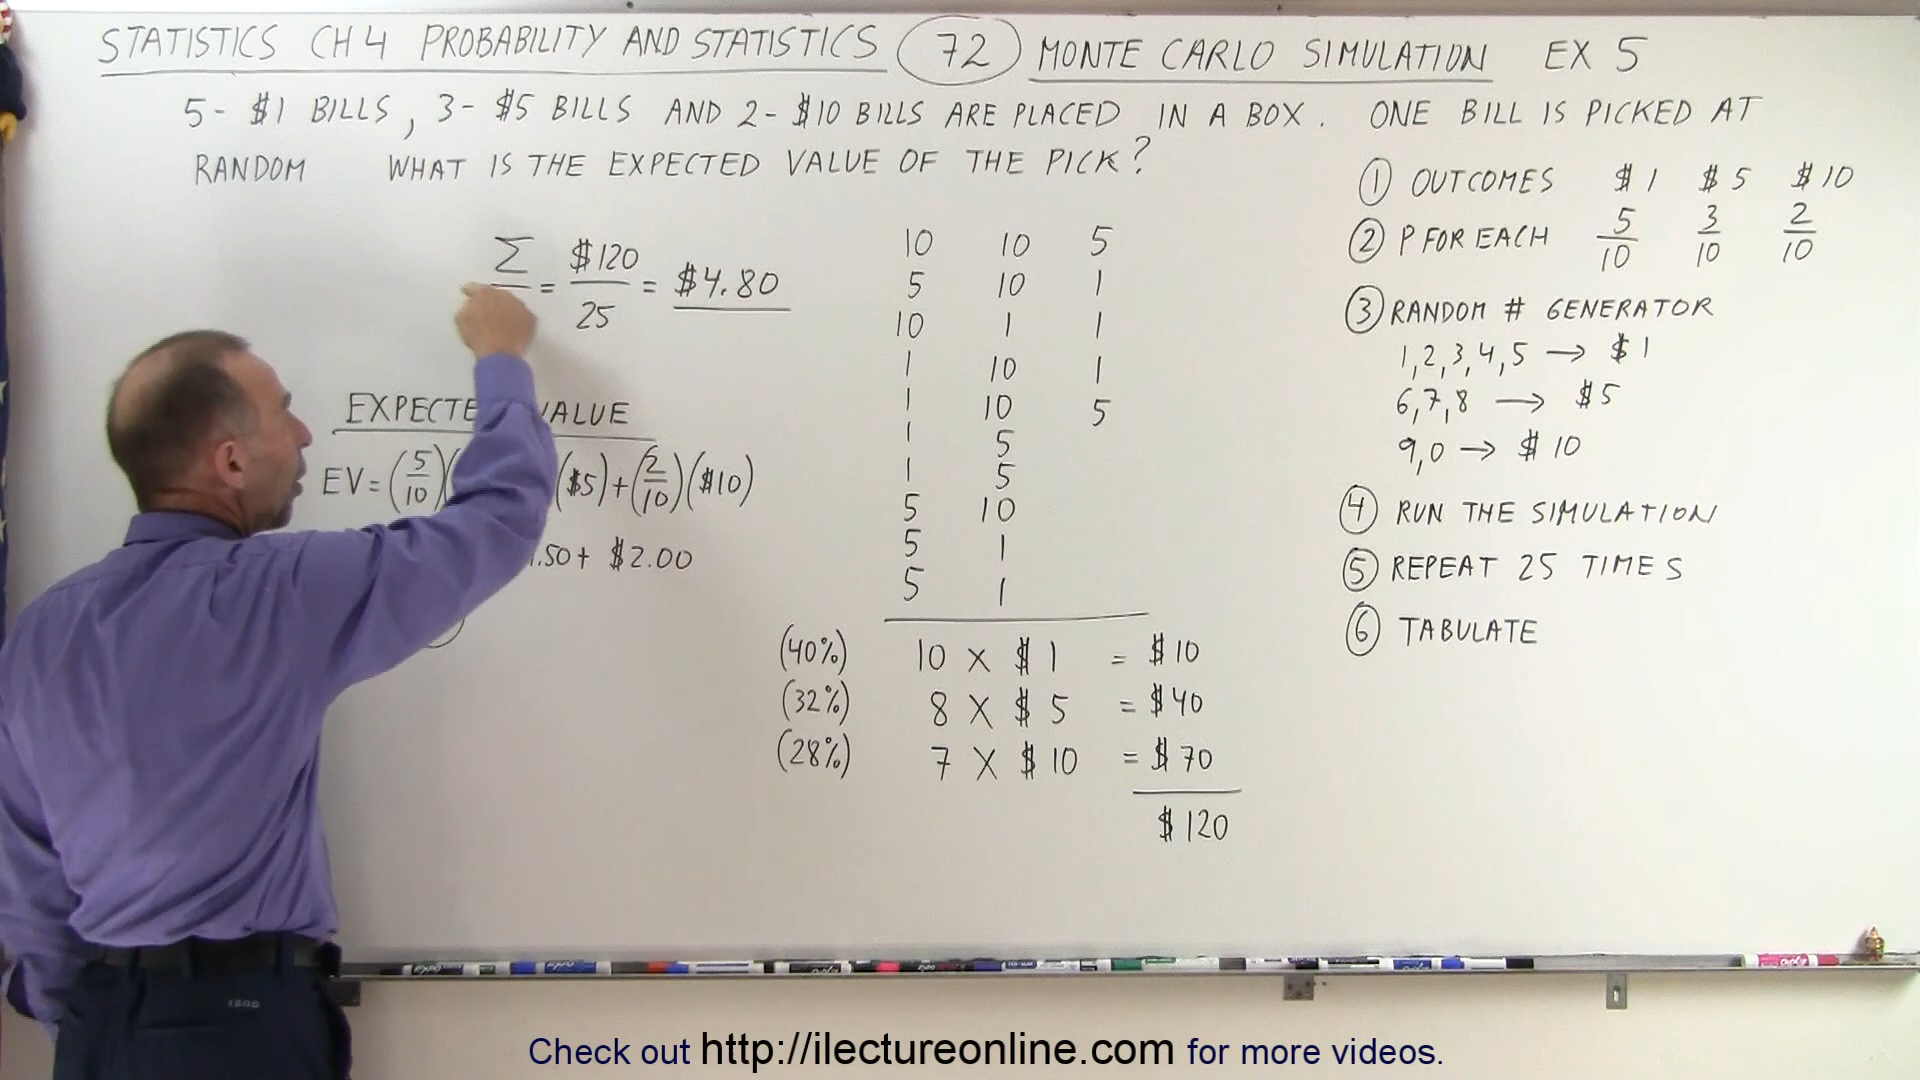 STATISTICS CH 4 PROBABILITY AND STATISTICS 72 MONTE CARLO SIMULATION EX 5
5 - $1 BILLS, 3 - $5 BILLS AND 2 - $10 BILLS ARE PLACED IN A BOX. ONE BILL IS PICKED AT
RANDOM WHAT IS THE EXPECTED VALUE OF THE PICK?
Σ = $120 / 25 = $4.80
EXPECTE VALUE
EV = (5/10)( ($5) + (2/10)($10)
.50 + $2.00
10 10 5
5 10 1
10 1 1
1 10 1
1 10 5
1 5
1 5
5 10
5 1
5 1
(40%) 10 X $1 = $10
(32%) 8 X $5 = $40
(28%) 7 X $10 = $70
$120
① OUTCOMES $1 $5 $10
② P FOR EACH 5/10 3/10 2/10
③ RANDOM # GENERATOR
1,2,3,4,5 → $1
6,7,8 → $5
9,0 → $10
④ RUN THE SIMULATION
⑤ REPEAT 25 TIMES
⑥ TABULATE
IZOD
Check out http://ilectureonline.com for more videos.